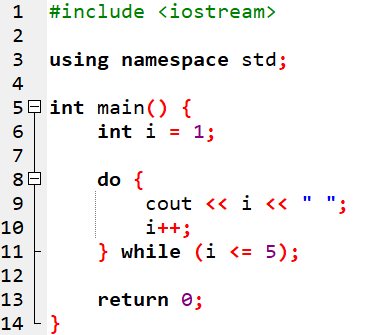 1 #include <iostream>
2
3 using namespace std;
4
5 int main() {
6     int i = 1;
7
8     do {
9         cout << i << " ";
10         i++;
11     } while (i <= 5);
12
13     return 0;
14 }